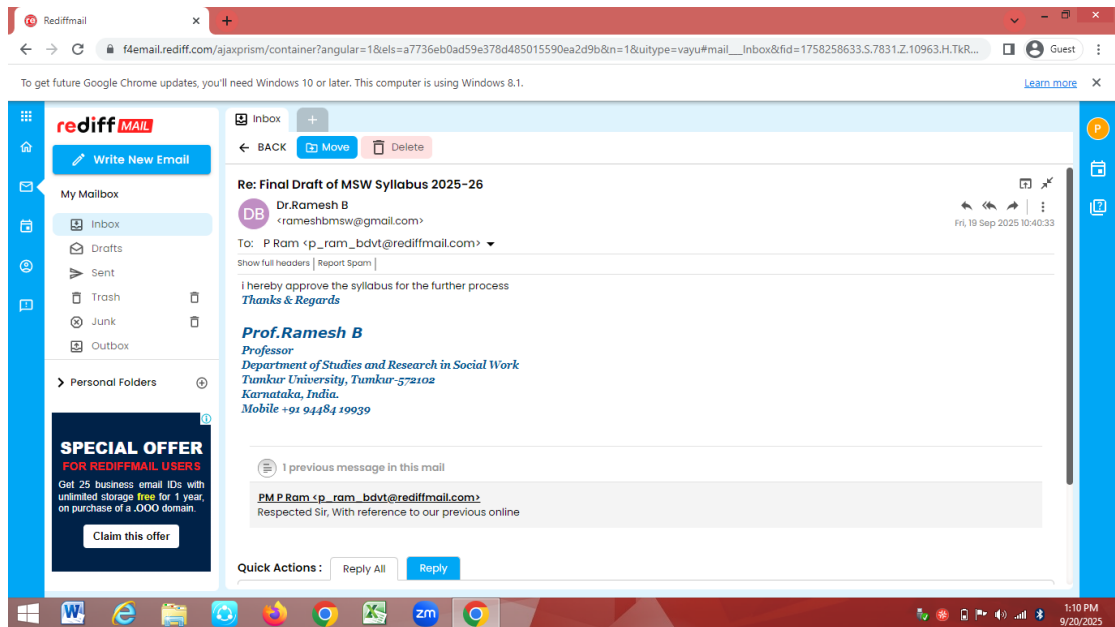 Rediffmail
f4email.rediff.com/ajaxprism/container?angular=1&els=a7736eb0ad59e378d485015590ea2d9b&n=1&uitype=vayu#mail__Inbox&fid=1758258633.S.7831.Z.10963.H.TkR...
Guest
To get future Google Chrome updates, you'll need Windows 10 or later. This computer is using Windows 8.1.
Learn more
rediff MAIL
Write New Email
My Mailbox
Inbox
Drafts
Sent
Trash
Junk
Outbox
Personal Folders
SPECIAL OFFER
FOR REDIFFMAIL USERS
Get 25 business email IDs with
unlimited storage free for 1 year,
on purchase of a .OOO domain.
Claim this offer
Inbox
BACK Move Delete
Re: Final Draft of MSW Syllabus 2025-26
DB
Dr.Ramesh B
<rameshbmsw@gmail.com>
Fri, 19 Sep 2025 10:40:33
To: P Ram <p_ram_bdvt@rediffmail.com>
Show full headers | Report Spam |
i hereby approve the syllabus for the further process
Thanks & Regards
Prof.Ramesh B
Professor
Department of Studies and Research in Social Work
Tumkur University, Tumkur-572102
Karnataka, India.
Mobile +91 94484 19939
1 previous message in this mail
PM P Ram <p_ram_bdvt@rediffmail.com>
Respected Sir, With reference to our previous online
Quick Actions : Reply All Reply
P
zm
1:10 PM
9/20/2025